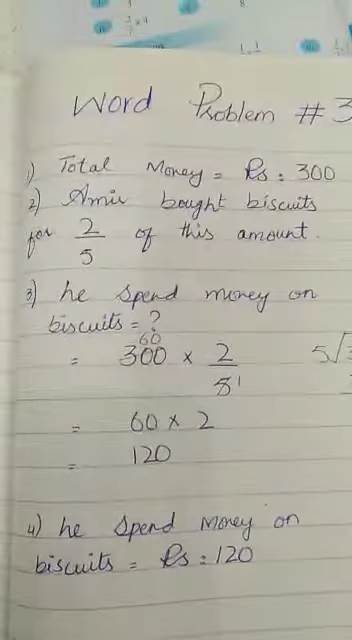 Word Problem # 3
1) Total Money = Rs: 300
2) Amir bought biscuits
for 2/5 of this amount.
3) he spend money on
biscuits = ?
60
= 300 × 2/5 1
= 60 × 2
= 120
4) he spend Money on
biscuits = Rs: 120